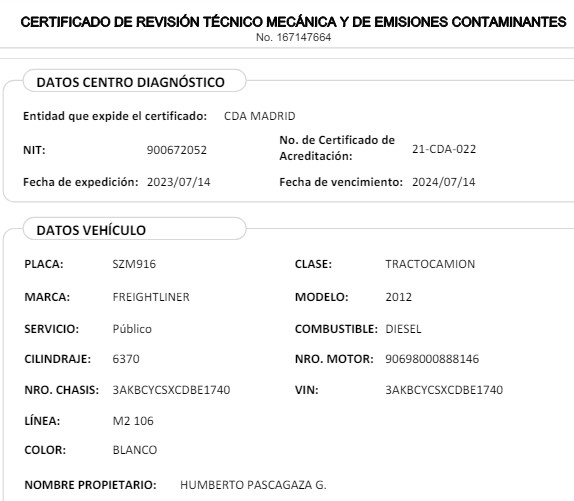 CERTIFICADO DE REVISIÓN TÉCNICO MECÁNICA Y DE EMISIONES CONTAMINANTES
No. 167147664
DATOS CENTRO DIAGNÓSTICO
Entidad que expide el certificado: CDA MADRID
NIT: 900672052 No. de Certificado de Acreditación: 21-CDA-022
Fecha de expedición: 2023/07/14 Fecha de vencimiento: 2024/07/14
DATOS VEHÍCULO
PLACA: SZM916 CLASE: TRACTOCAMION
MARCA: FREIGHTLINER MODELO: 2012
SERVICIO: Público COMBUSTIBLE: DIESEL
CILINDRAJE: 6370 NRO. MOTOR: 90698000888146
NRO. CHASIS: 3AKBCYCSXCDBE1740 VIN: 3AKBCYCSXCDBE1740
LÍNEA: M2 106
COLOR: BLANCO
NOMBRE PROPIETARIO: HUMBERTO PASCAGAZA G.